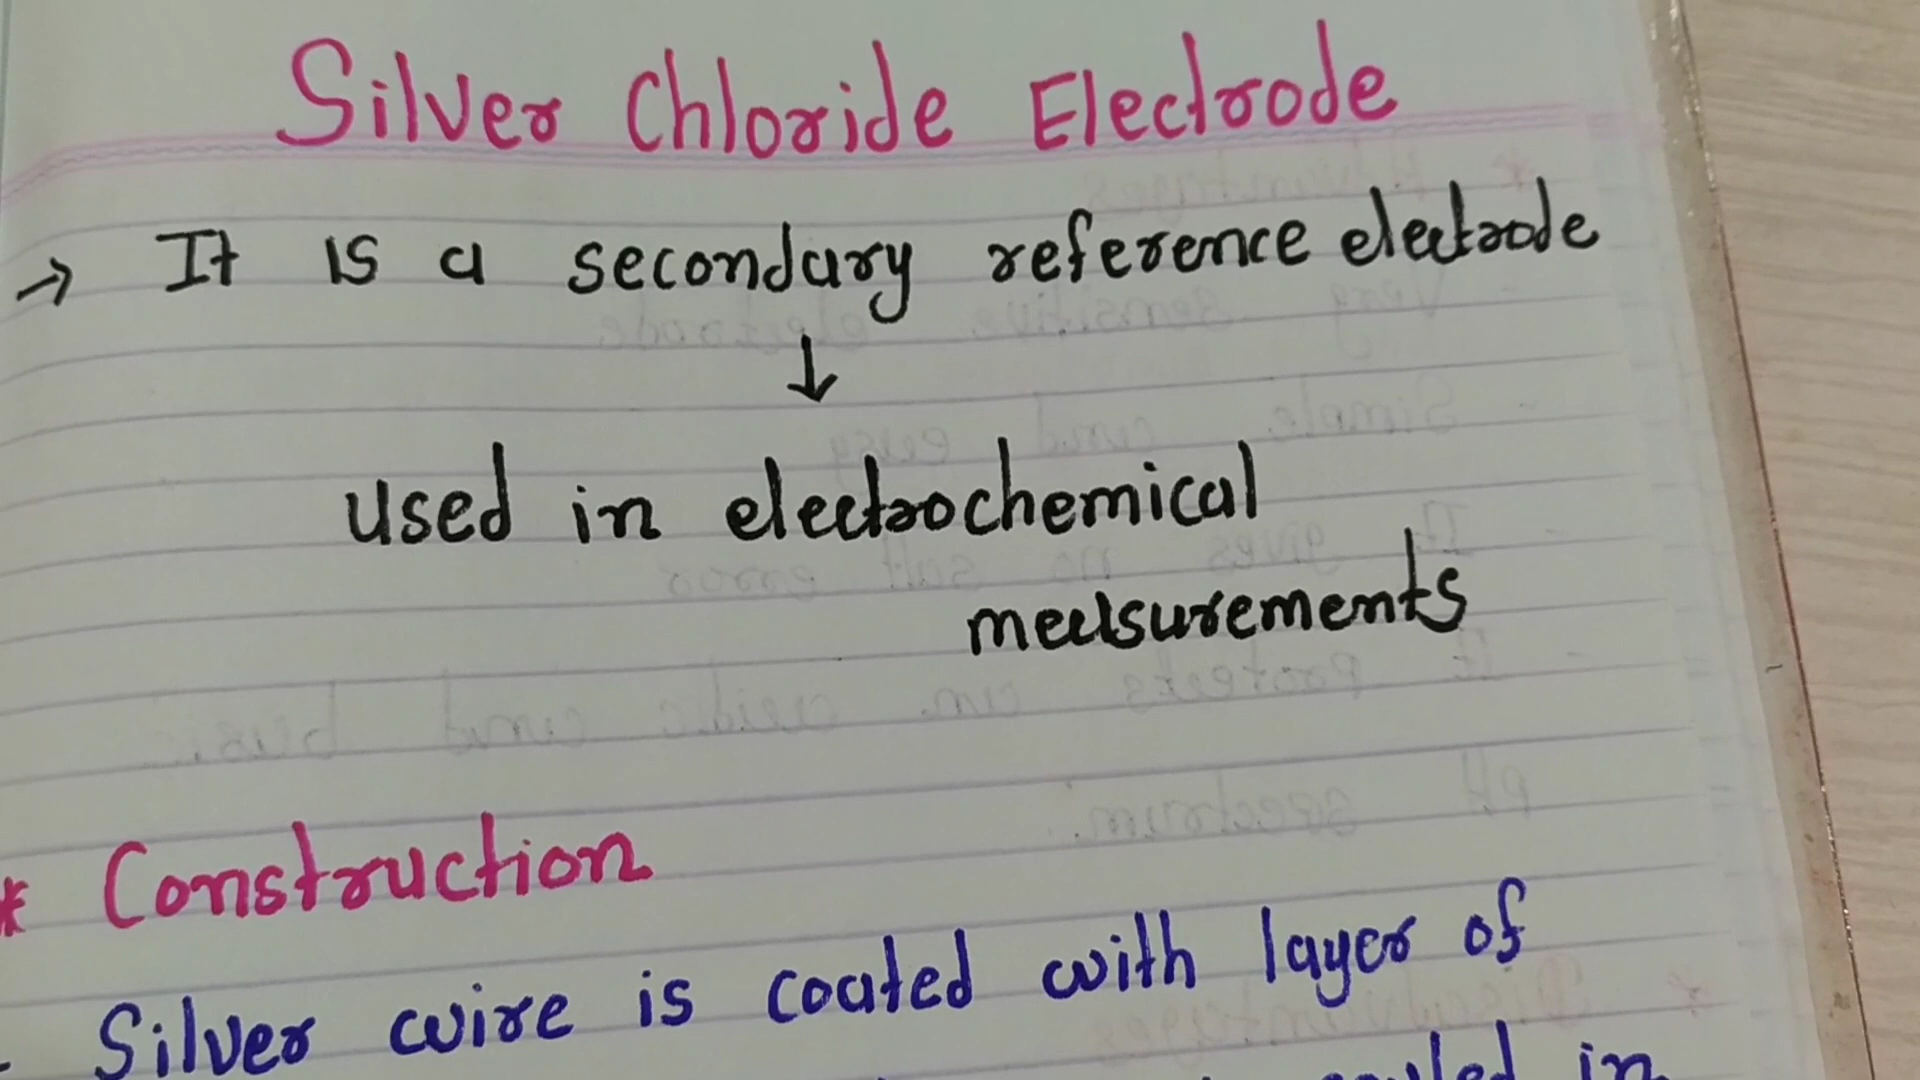 Silver Chloride Electrode
→ It is a secondary reference electrode
↓
used in electrochemical
measurements
* Construction
- Silver wire is coated with layer of
in